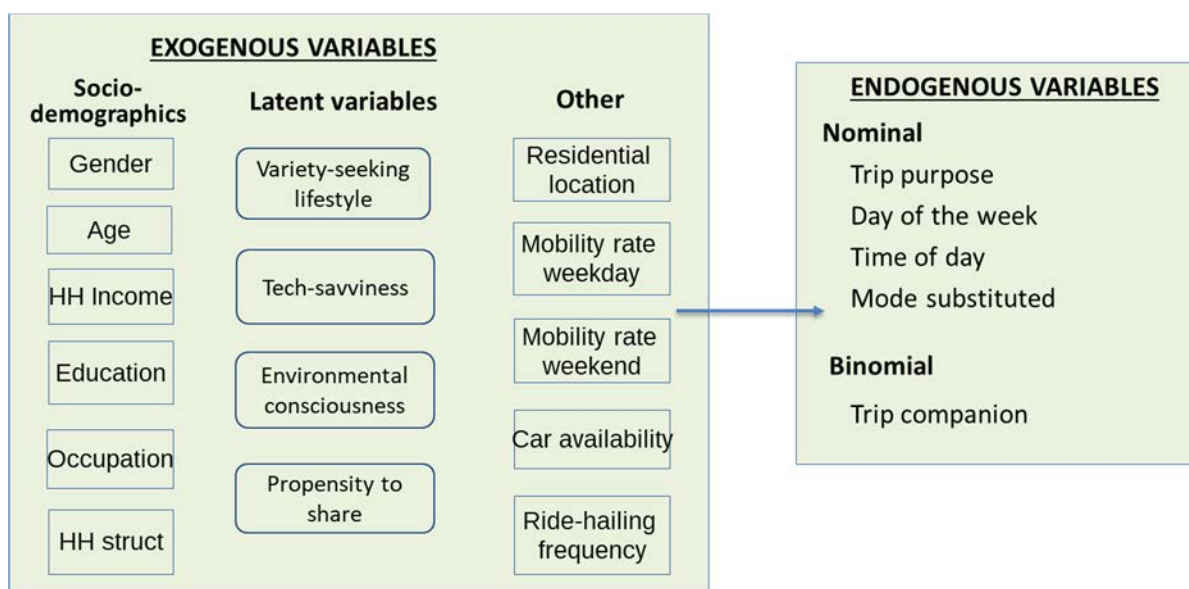 EXOGENOUS VARIABLES
Socio-
demographics
Gender
Age
HH Income
Education
Occupation
HH struct
Latent variables
Variety-seeking
lifestyle
Tech-savviness
Environmental
consciousness
Propensity to
share
Other
Residential
location
Mobility rate
weekday
Mobility rate
weekend
Car availability
Ride-hailing
frequency
ENDOGENOUS VARIABLES
Nominal
Trip purpose
Day of the week
Time of day
Mode substituted
Binomial
Trip companion